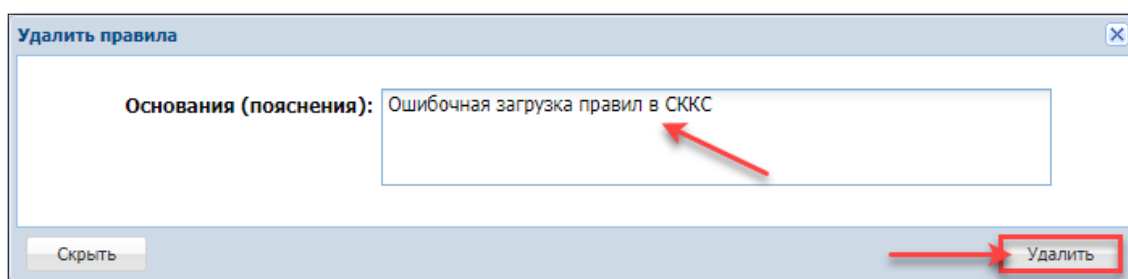 Удалить правила
Основания (пояснения): Ошибочная загрузка правил в СККС
Скрыть Удалить